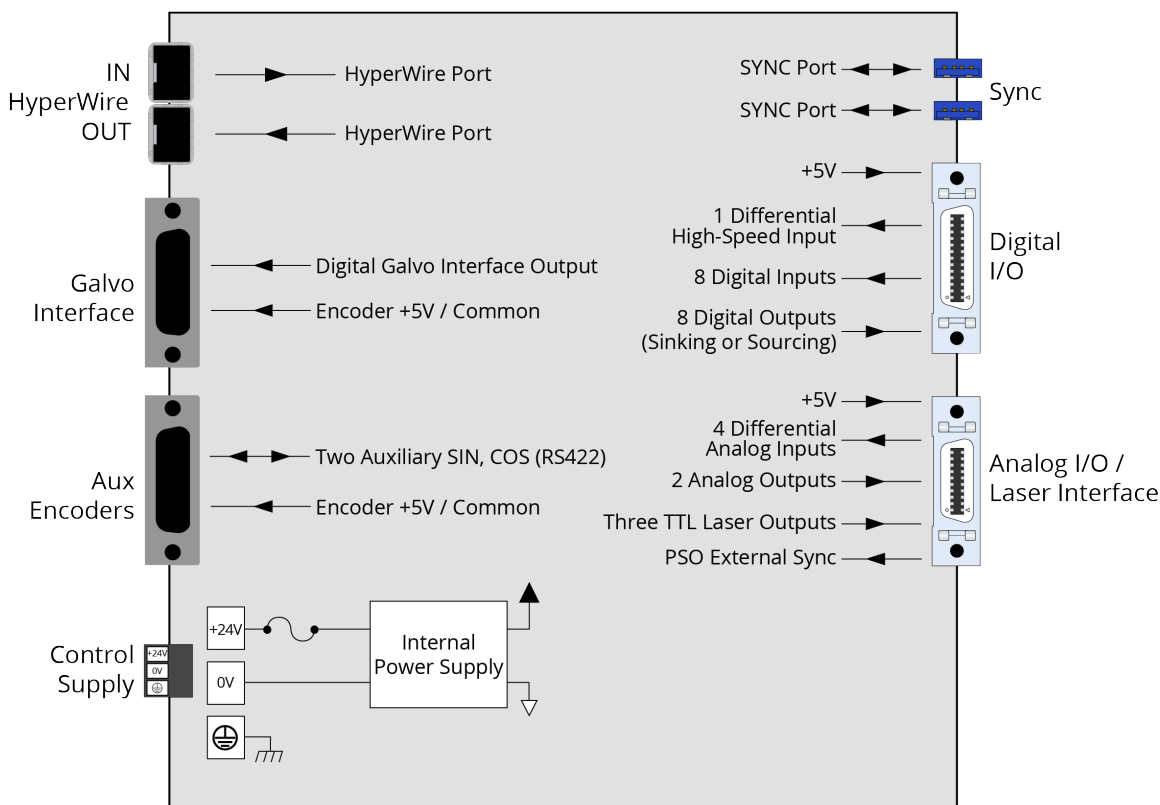 IN
HyperWire
OUT
HyperWire Port
HyperWire Port
Galvo
Interface
Digital Galvo Interface Output
Encoder +5V / Common
Aux
Encoders
Two Auxiliary SIN, COS (RS422)
Encoder +5V / Common
Control
Supply
+24V
0V
+24V
0V
Internal
Power Supply
SYNC Port
SYNC Port
Sync
+5V
1 Differential
High-Speed Input
8 Digital Inputs
8 Digital Outputs
(Sinking or Sourcing)
Digital
I/O
+5V
4 Differential
Analog Inputs
2 Analog Outputs
Three TTL Laser Outputs
PSO External Sync
Analog I/O /
Laser Interface